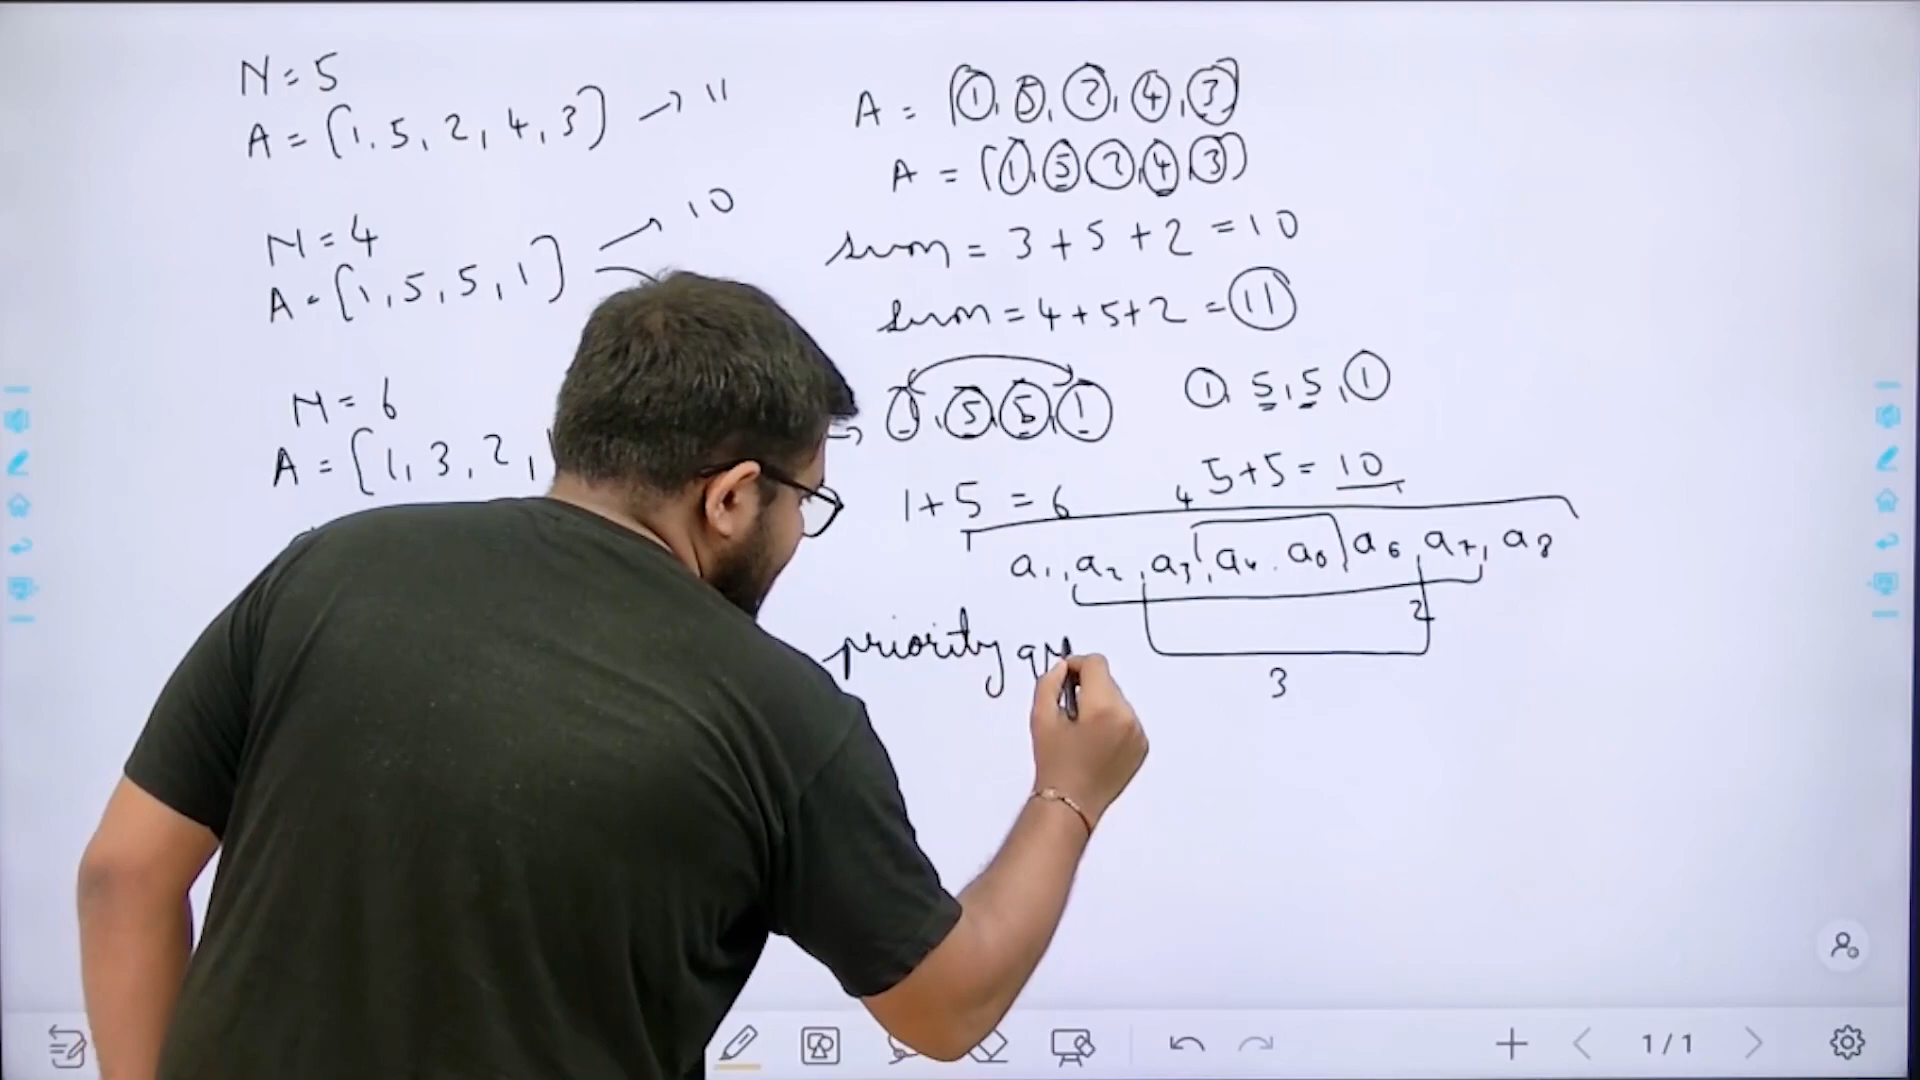 N = 5
A = [1, 5, 2, 4, 3] → 11
N = 4
A = [1, 5, 5, 1] → 10
N = 6
A = [1, 3, 2, 1
A = [1, 5, 2, 4, 3]
A = [1, 5, 2, 4, 3]
sum = 3 + 5 + 2 = 10
sum = 4 + 5 + 2 = 11
→ 1, 5, 5, 1
1, 5, 5, 1
1 + 5 = 6
5 + 5 = 10
4
a1, a2, a3, a4, a5, a6, a7, a8
2
3
priority qu
1/1